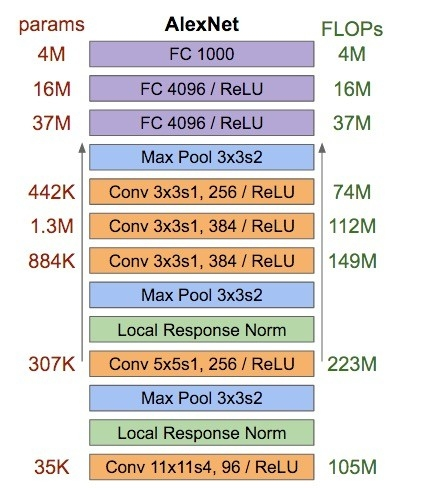 params AlexNet FLOPs
4M FC 1000 4M
16M FC 4096 / ReLU 16M
37M FC 4096 / ReLU 37M
Max Pool 3x3s2
442K Conv 3x3s1, 256 / ReLU 74M
1.3M Conv 3x3s1, 384 / ReLU 112M
884K Conv 3x3s1, 384 / ReLU 149M
Max Pool 3x3s2
Local Response Norm
307K Conv 5x5s1, 256 / ReLU 223M
Max Pool 3x3s2
Local Response Norm
35K Conv 11x11s4, 96 / ReLU 105M